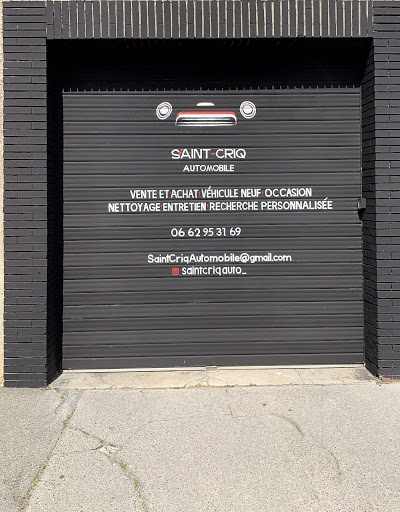 SAINT-CRIQ
AUTOMOBILE
VENTE ET ACHAT VÉHICULE NEUF OCCASION
NETTOYAGE ENTRETIEN RECHERCHE PERSONNALISÉE
06 62 95 31 69
SaintCriqAutomobile@gmail.com
saintcriqauto_